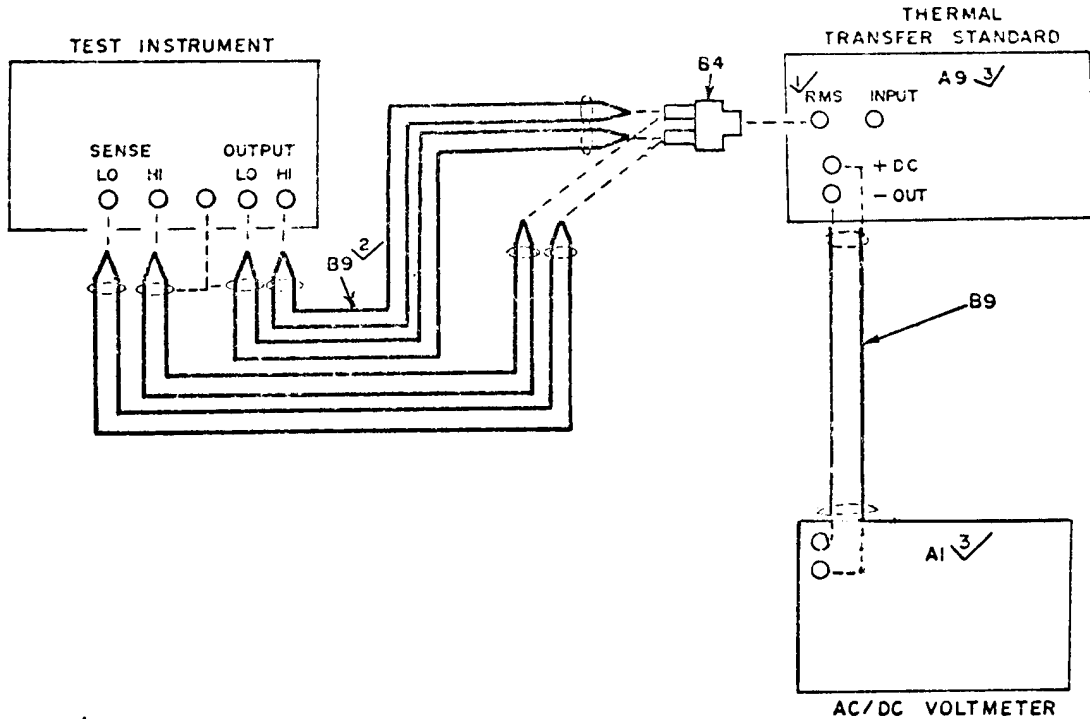 THERMAL
TRANSFER STANDARD
TEST INSTRUMENT
B4
A9 3
1
RMS INPUT
SENSE OUTPUT
LO HI LO HI
+ DC
- OUT
2
B9
B9
A1 3
AC/DC VOLTMETER